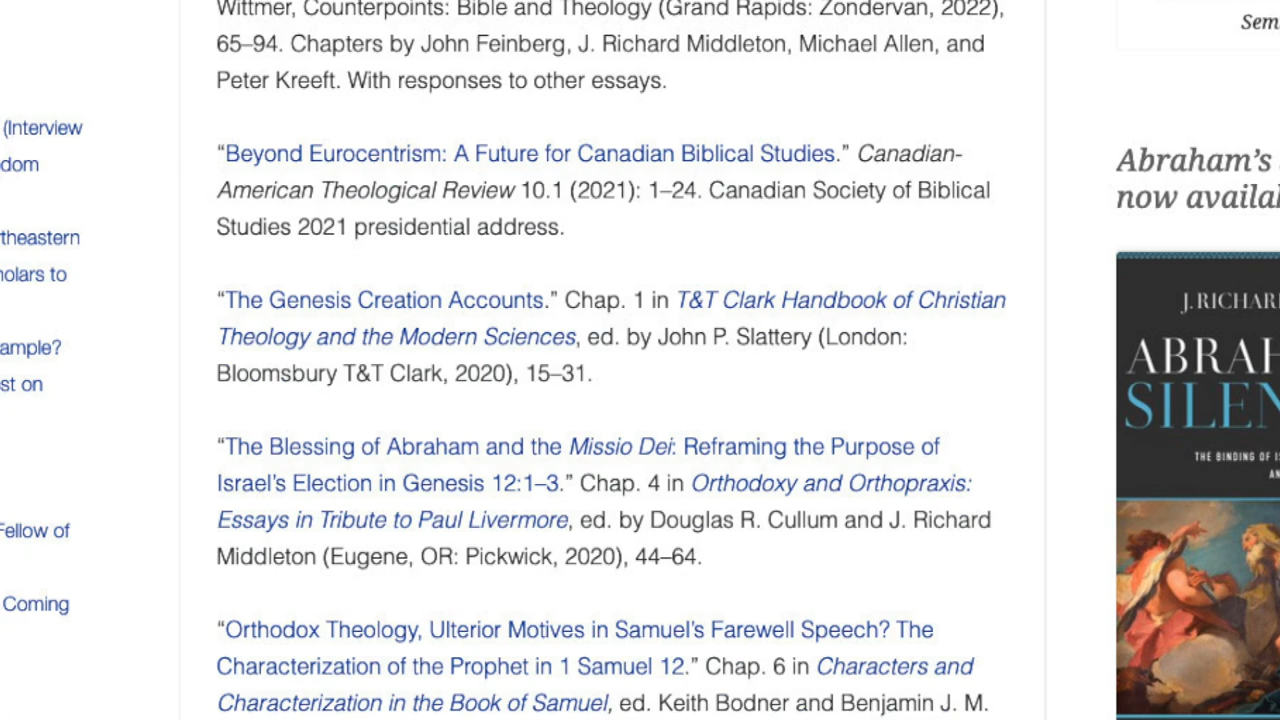 Wittmer, Counterpoints: Bible and Theology (Grand Rapids: Zondervan, 2022),
65–94. Chapters by John Feinberg, J. Richard Middleton, Michael Allen, and
Peter Kreeft. With responses to other essays.
“Beyond Eurocentrism: A Future for Canadian Biblical Studies.” Canadian-
American Theological Review 10.1 (2021): 1–24. Canadian Society of Biblical
Studies 2021 presidential address.
“The Genesis Creation Accounts.” Chap. 1 in T&T Clark Handbook of Christian
Theology and the Modern Sciences, ed. by John P. Slattery (London:
Bloomsbury T&T Clark, 2020), 15–31.
“The Blessing of Abraham and the Missio Dei: Reframing the Purpose of
Israel’s Election in Genesis 12:1–3.” Chap. 4 in Orthodoxy and Orthopraxis:
Essays in Tribute to Paul Livermore, ed. by Douglas R. Cullum and J. Richard
Middleton (Eugene, OR: Pickwick, 2020), 44–64.
“Orthodox Theology, Ulterior Motives in Samuel’s Farewell Speech? The
Characterization of the Prophet in 1 Samuel 12.” Chap. 6 in Characters and
Characterization in the Book of Samuel, ed. Keith Bodner and Benjamin J. M.
(Interview
dom
theastern
holars to
ample?
st on
Fellow of
Coming
Sem
Abraham’s
now availab
J. RICHAR
ABRAH
SILEN
THE BINDING OF I
AN